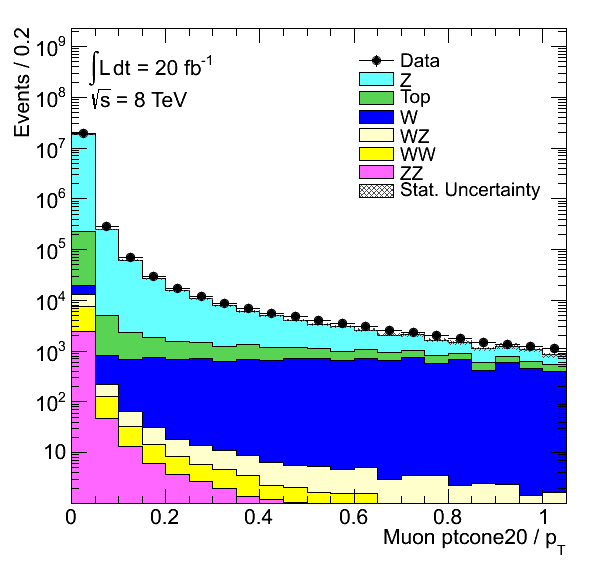 Events / 0.2
10⁹
10⁸
10⁷
10⁶
10⁵
10⁴
10³
10²
10
∫L dt = 20 fb⁻¹
√s = 8 TeV
Data
Z
Top
W
WZ
WW
ZZ
Stat. Uncertainty
0 0.2 0.4 0.6 0.8 1
Muon ptcone20 / p_T